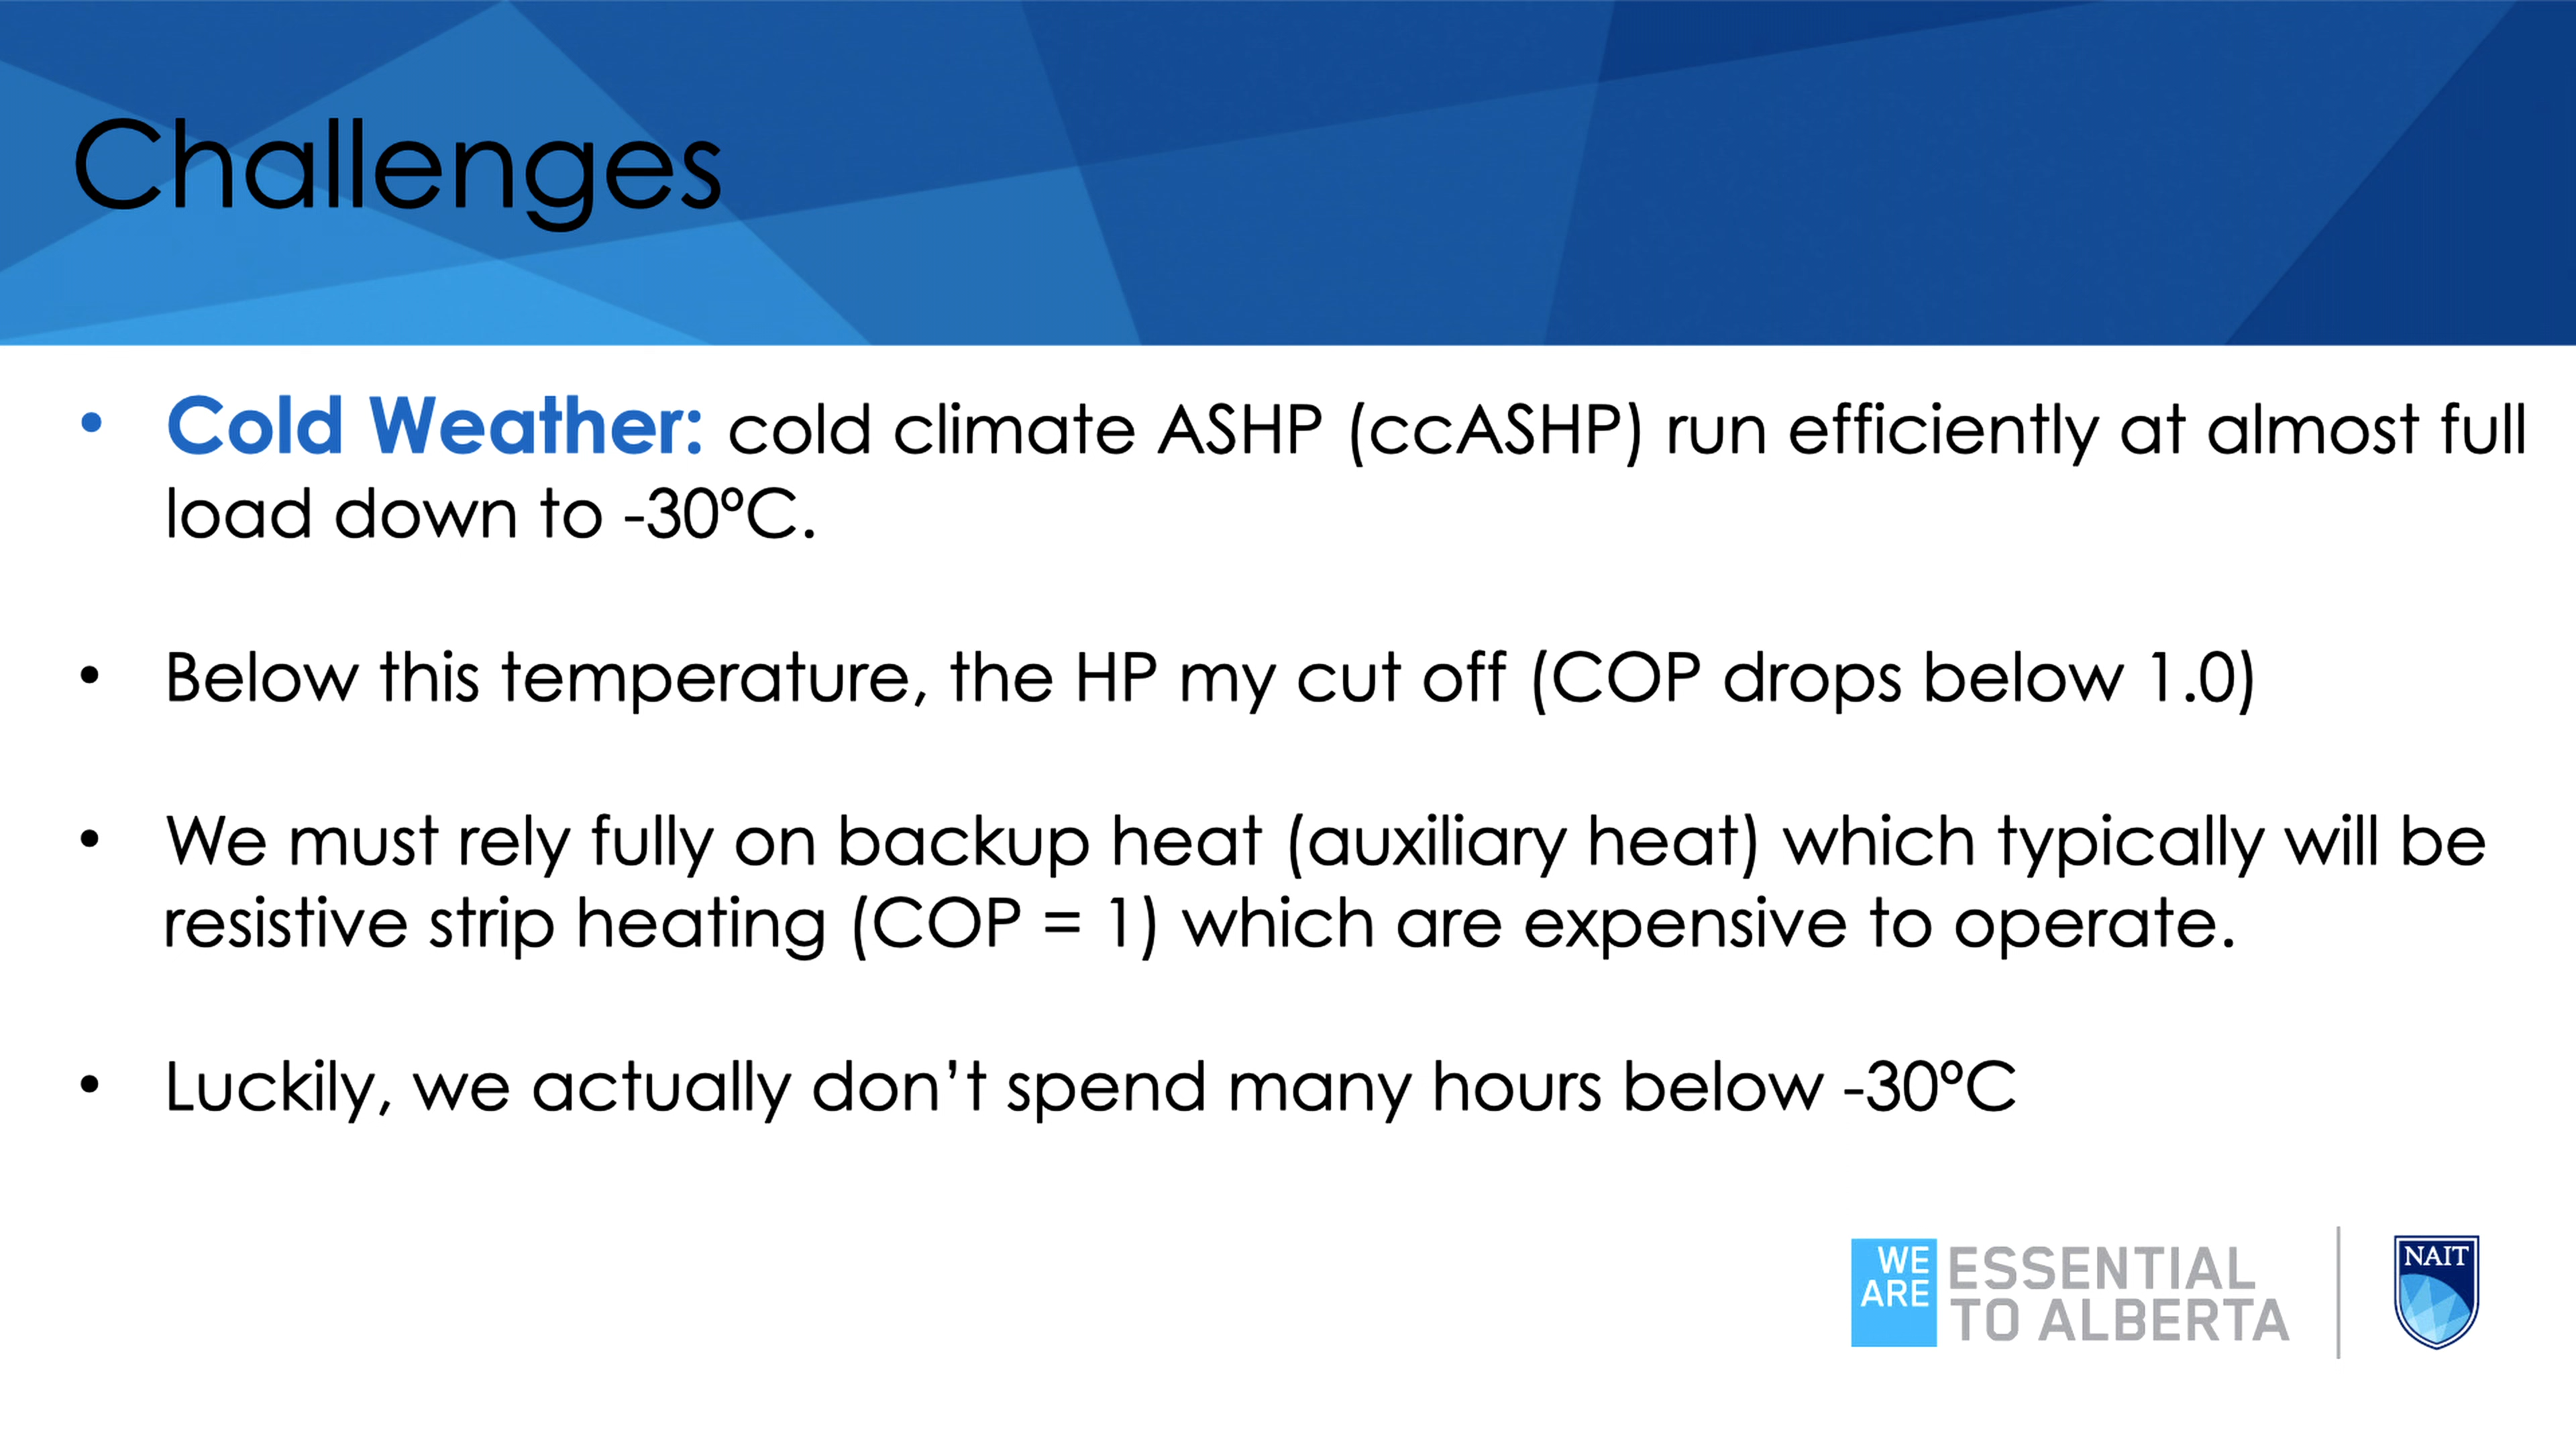 Challenges
• Cold Weather: cold climate ASHP (ccASHP) run efficiently at almost full
load down to -30ºC.
• Below this temperature, the HP my cut off (COP drops below 1.0)
• We must rely fully on backup heat (auxiliary heat) which typically will be
resistive strip heating (COP = 1) which are expensive to operate.
• Luckily, we actually don’t spend many hours below -30ºC
WE ARE ESSENTIAL
TO ALBERTA
NAIT